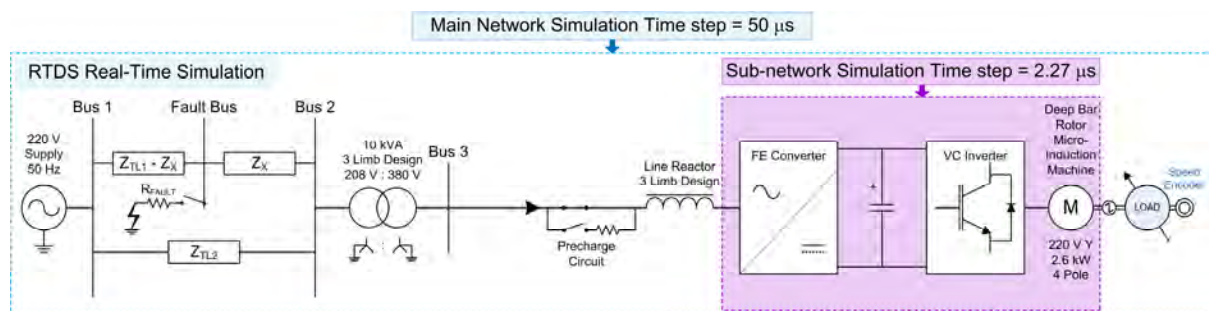 Main Network Simulation Time step = 50 μs
RTDS Real-Time Simulation
Sub-network Simulation Time step = 2.27 μs
Bus 1
Fault Bus
Bus 2
220 V
Supply
50 Hz
Z_TL1 - Z_X
Z_X
R_FAULT
Z_TL2
10 kVA
3 Limb Design
208 V : 380 V
Bus 3
Precharge
Circuit
Line Reactor
3 Limb Design
FE Converter
+
VC Inverter
Deep Bar
Rotor
Micro-
Induction
Machine
M
220 V Y
2.6 kW
4 Pole
LOAD
Speed
Encoder